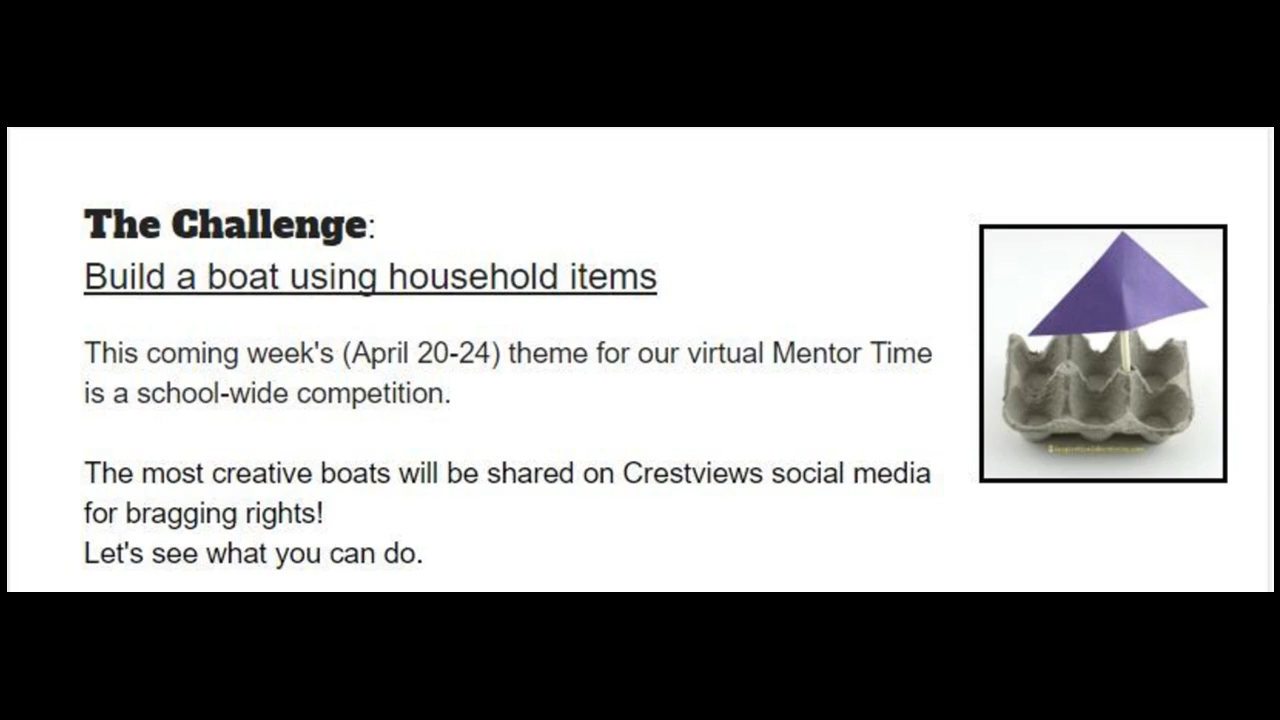 The Challenge:
Build a boat using household items
This coming week's (April 20-24) theme for our virtual Mentor Time
is a school-wide competition.
The most creative boats will be shared on Crestviews social media
for bragging rights!
Let's see what you can do.